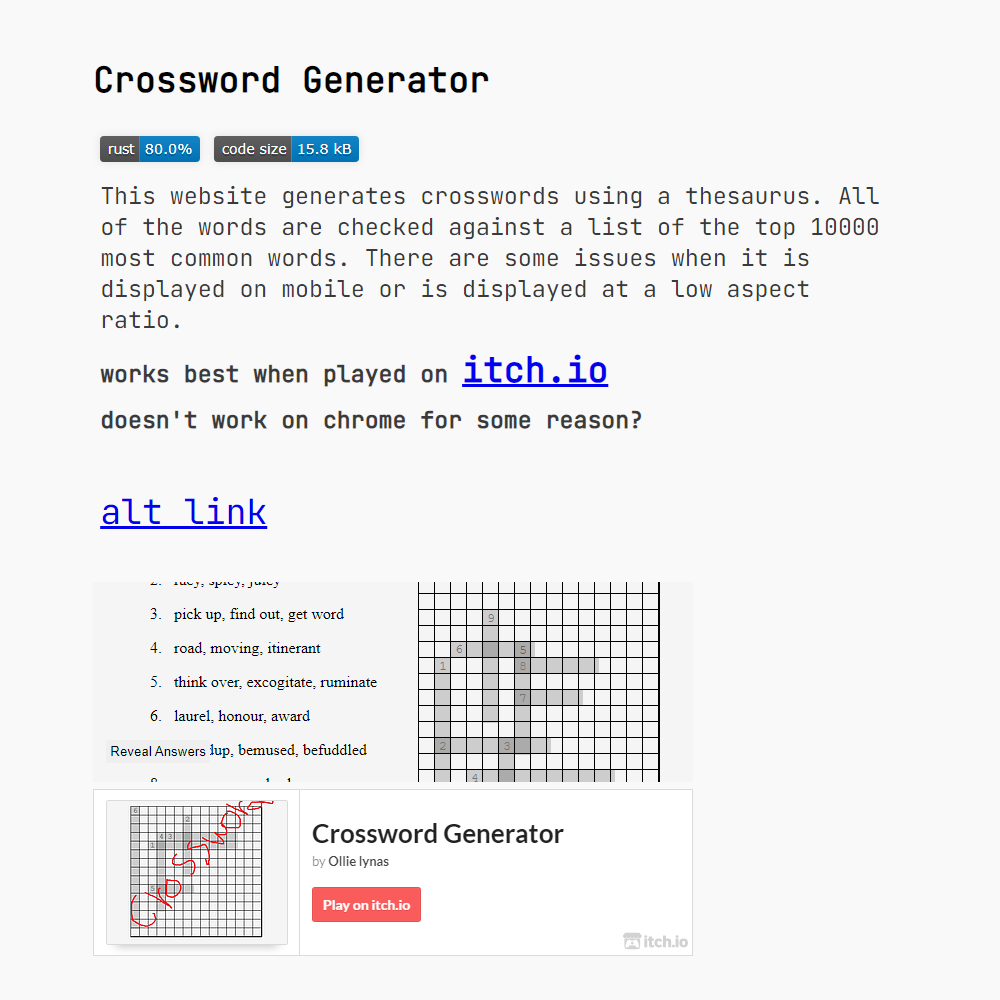 Crossword Generator
rust 80.0% code size 15.8 kB
This website generates crosswords using a thesaurus. All
of the words are checked against a list of the top 10000
most common words. There are some issues when it is
displayed on mobile or is displayed at a low aspect
ratio.
works best when played on itch.io
doesn't work on chrome for some reason?
alt link
2. racy, spicy, juicy
3. pick up, find out, get word
4. road, moving, itinerant
5. think over, excogitate, ruminate
6. laurel, honour, award
Reveal Answers lup, bemused, befuddled
9
6 5
1 8
7
2 3
4
6
2
4 3
1
5
Crossword
Crossword Generator
by Ollie lynas
Play on itch.io
itch.io